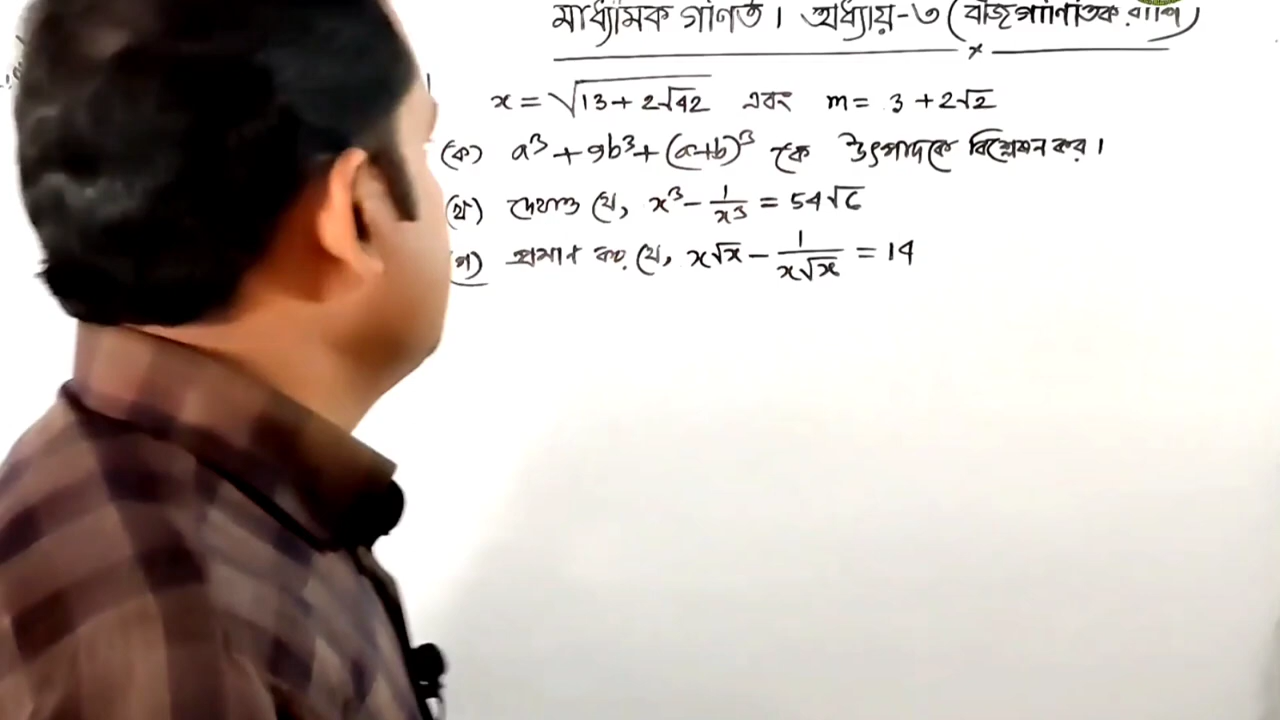 মাধ্যমিক গণিত। অধ্যায়-৩ (বীজগাণিতিক রাশি)
x = √(13 + 2√42) এবং m = 3 + 2√2
(ক) a³ + 9b³ + (a+b)³ কে উৎপাদকে বিশ্লেষন কর।
(খ) দেখাও যে, x³ - 1/x³ = 54√6
(গ) প্রমাণ কর যে, x√x - 1/(x√x) = 14